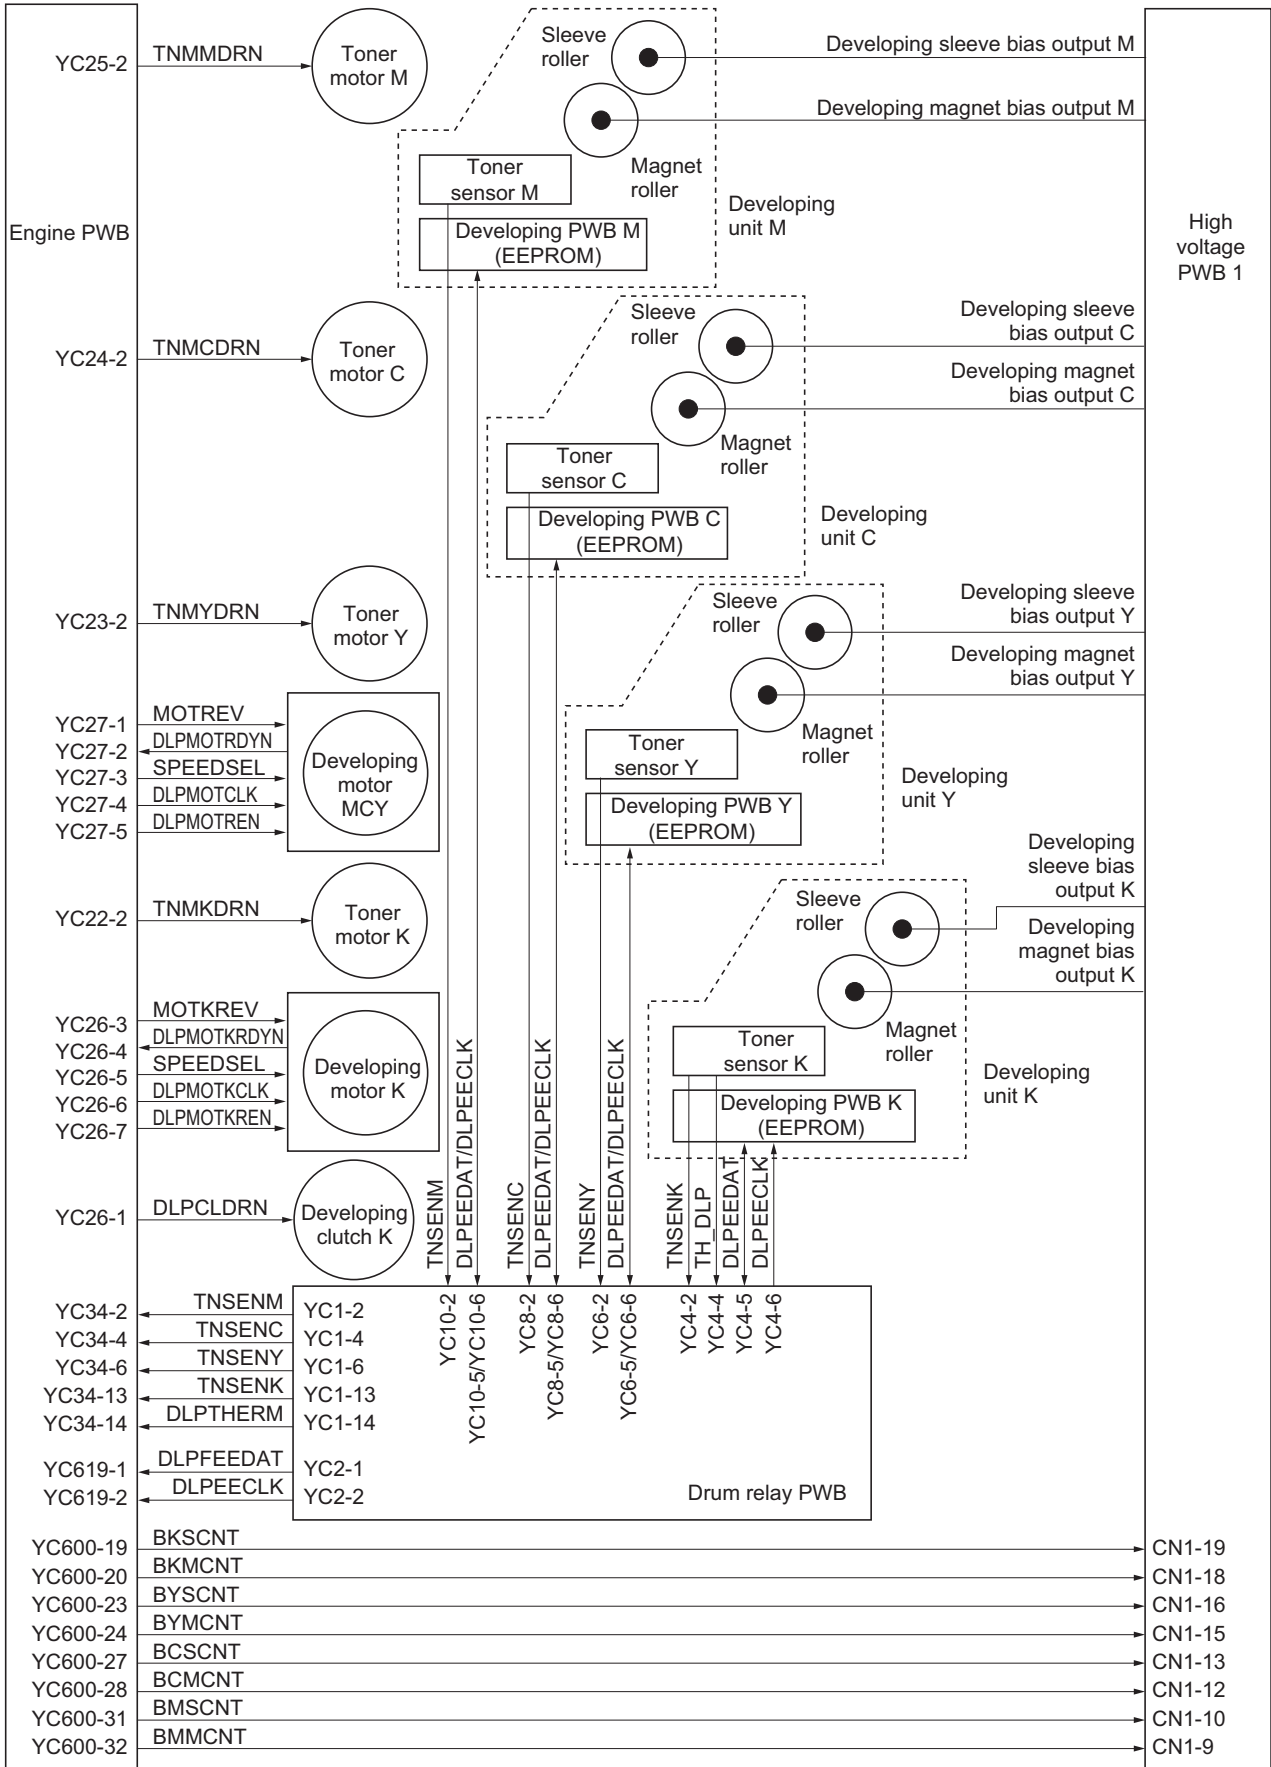 Engine PWB
YC25-2
TNMMDRN
Toner
motor M
Sleeve
roller
Magnet
roller
Toner
sensor M
Developing PWB M
(EEPROM)
Developing
unit M
Developing sleeve bias output M
Developing magnet bias output M
High
voltage
PWB 1
YC24-2
TNMCDRN
Toner
motor C
Sleeve
roller
Magnet
roller
Toner
sensor C
Developing PWB C
(EEPROM)
Developing
unit C
Developing sleeve
bias output C
Developing magnet
bias output C
YC23-2
TNMYDRN
Toner
motor Y
Sleeve
roller
Magnet
roller
Toner
sensor Y
Developing PWB Y
(EEPROM)
Developing
unit Y
Developing sleeve
bias output Y
Developing magnet
bias output Y
YC27-1
MOTREV
YC27-2
DLPMOTRDYN
YC27-3
SPEEDSEL
YC27-4
DLPMOTCLK
YC27-5
DLPMOTREN
Developing
motor
MCY
YC22-2
TNMKDRN
Toner
motor K
Sleeve
roller
Magnet
roller
Toner
sensor K
Developing PWB K
(EEPROM)
Developing
unit K
Developing
sleeve bias
output K
Developing
magnet bias
output K
YC26-3
MOTKREV
YC26-4
DLPMOTKRDYN
YC26-5
SPEEDSEL
YC26-6
DLPMOTKCLK
YC26-7
DLPMOTKREN
Developing
motor K
YC26-1
DLPCLDRN
Developing
clutch K
TNSENM
DLPEEDAT/DLPEECLK
TNSENC
DLPEEDAT/DLPEECLK
TNSENY
DLPEEDAT/DLPEECLK
TNSENK
TH_DLP
DLPEEDAT
DLPEECLK
YC10-2
YC10-5/YC10-6
YC8-2
YC8-5/YC8-6
YC6-2
YC6-5/YC6-6
YC4-2
YC4-4
YC4-5
YC4-6
YC34-2
TNSENM
YC1-2
YC34-4
TNSENC
YC1-4
YC34-6
TNSENY
YC1-6
YC34-13
TNSENK
YC1-13
YC34-14
DLPTHERM
YC1-14
YC619-1
DLPFEEDAT
YC2-1
YC619-2
DLPEECLK
YC2-2
Drum relay PWB
YC600-19
BKSCNT
CN1-19
YC600-20
BKMCNT
CN1-18
YC600-23
BYSCNT
CN1-16
YC600-24
BYMCNT
CN1-15
YC600-27
BCSCNT
CN1-13
YC600-28
BCMCNT
CN1-12
YC600-31
BMSCNT
CN1-10
YC600-32
BMMCNT
CN1-9